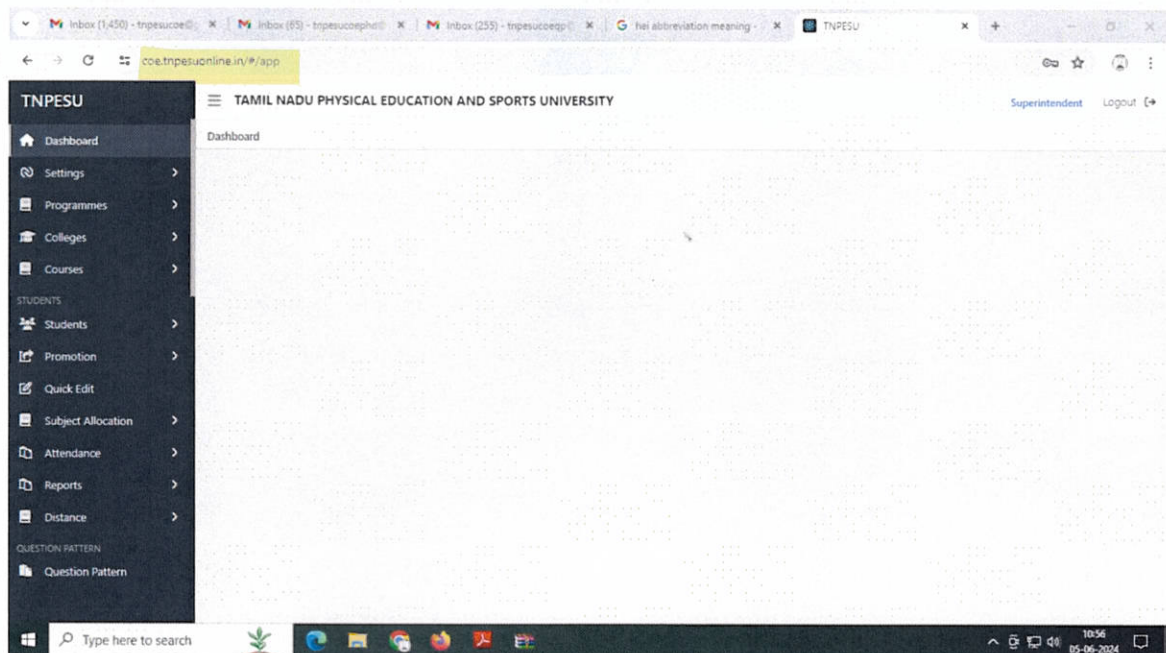 Inbox (1,450) - tnpesucoe@
Inbox (65) - tnpesucoephd
Inbox (255) - tnpesucoeqp
hei abbreviation meaning -
TNPESU
coe.tnpesuonline.in/#/app
TNPESU
TAMIL NADU PHYSICAL EDUCATION AND SPORTS UNIVERSITY
Superintendent
Logout
Dashboard
Dashboard
Settings
Programmes
Colleges
Courses
STUDENTS
Students
Promotion
Quick Edit
Subject Allocation
Attendance
Reports
Distance
QUESTION PATTERN
Question Pattern
Type here to search
10:56
05-06-2024